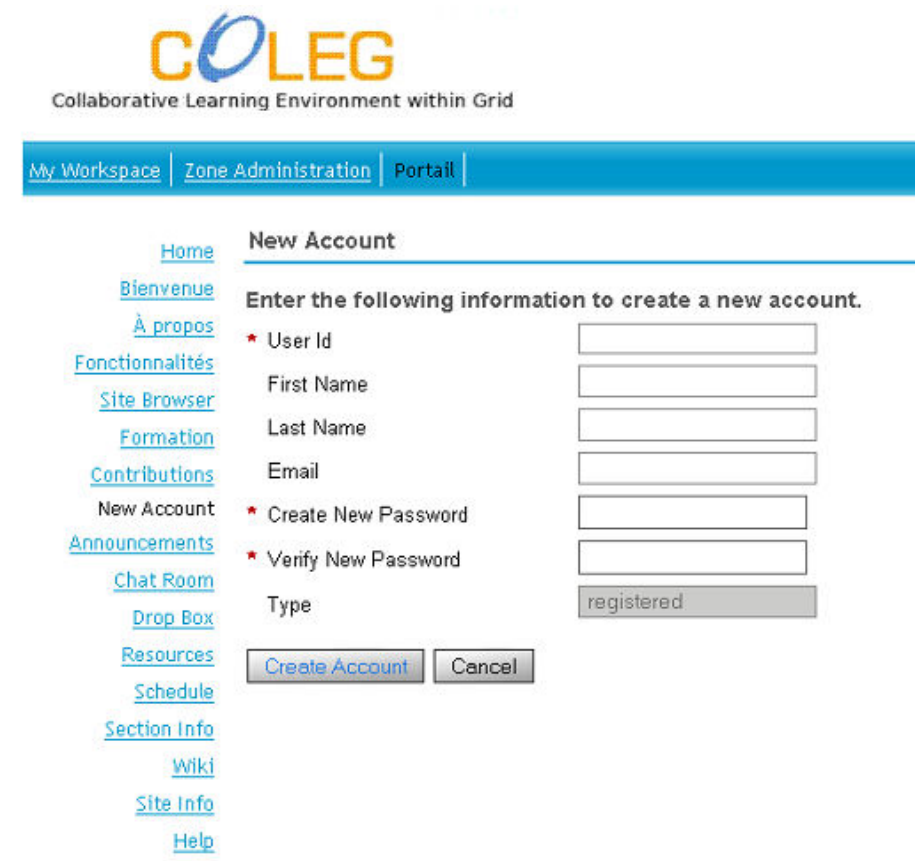 COLEG
Collaborative Learning Environment within Grid
My Workspace | Zone Administration | Portail |
Home
Bienvenue
À propos
Fonctionnalités
Site Browser
Formation
Contributions
New Account
Announcements
Chat Room
Drop Box
Resources
Schedule
Section Info
Wiki
Site Info
Help
New Account
Enter the following information to create a new account.
* User Id
First Name
Last Name
Email
* Create New Password
* Verify New Password
Type registered
Create Account Cancel